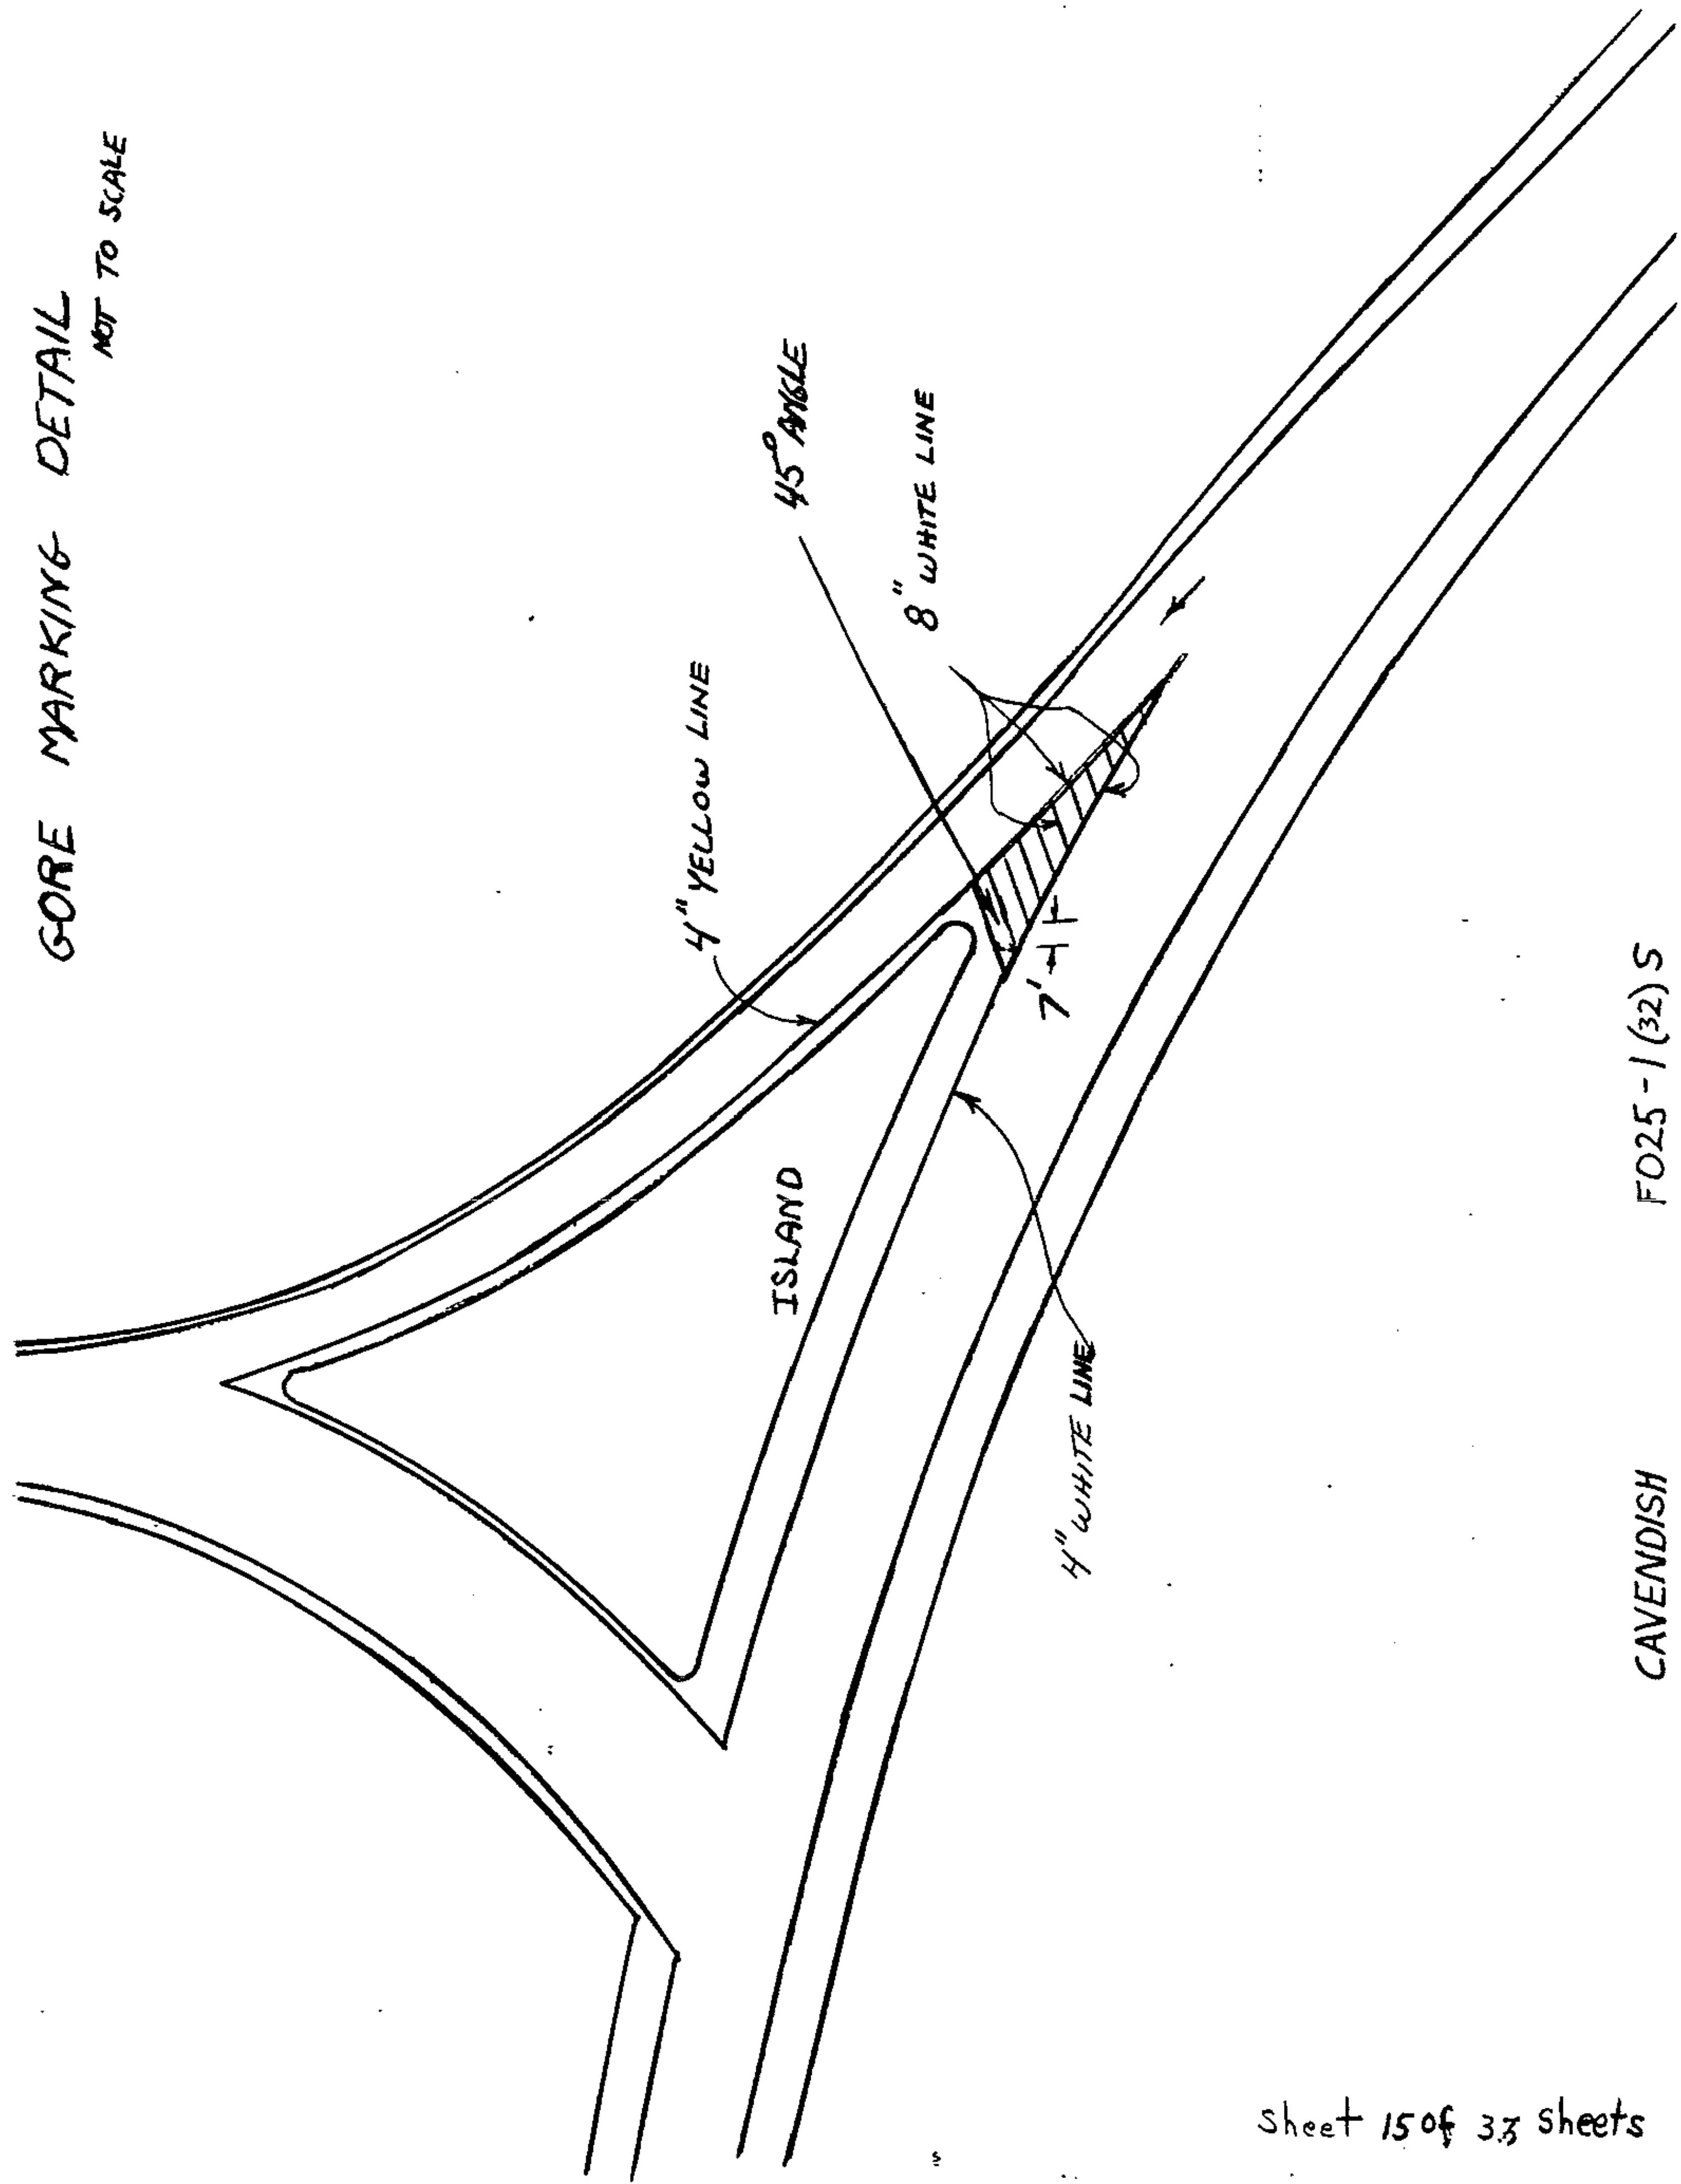 GORE MARKING DETAIL
NOT TO SCALE
4" YELLOW LINE
45° ANGLE
8" WHITE LINE
7'
ISLAND
4" WHITE LINE
CAVENDISH
F025-1(32)S
Sheet 15 of 33 sheets